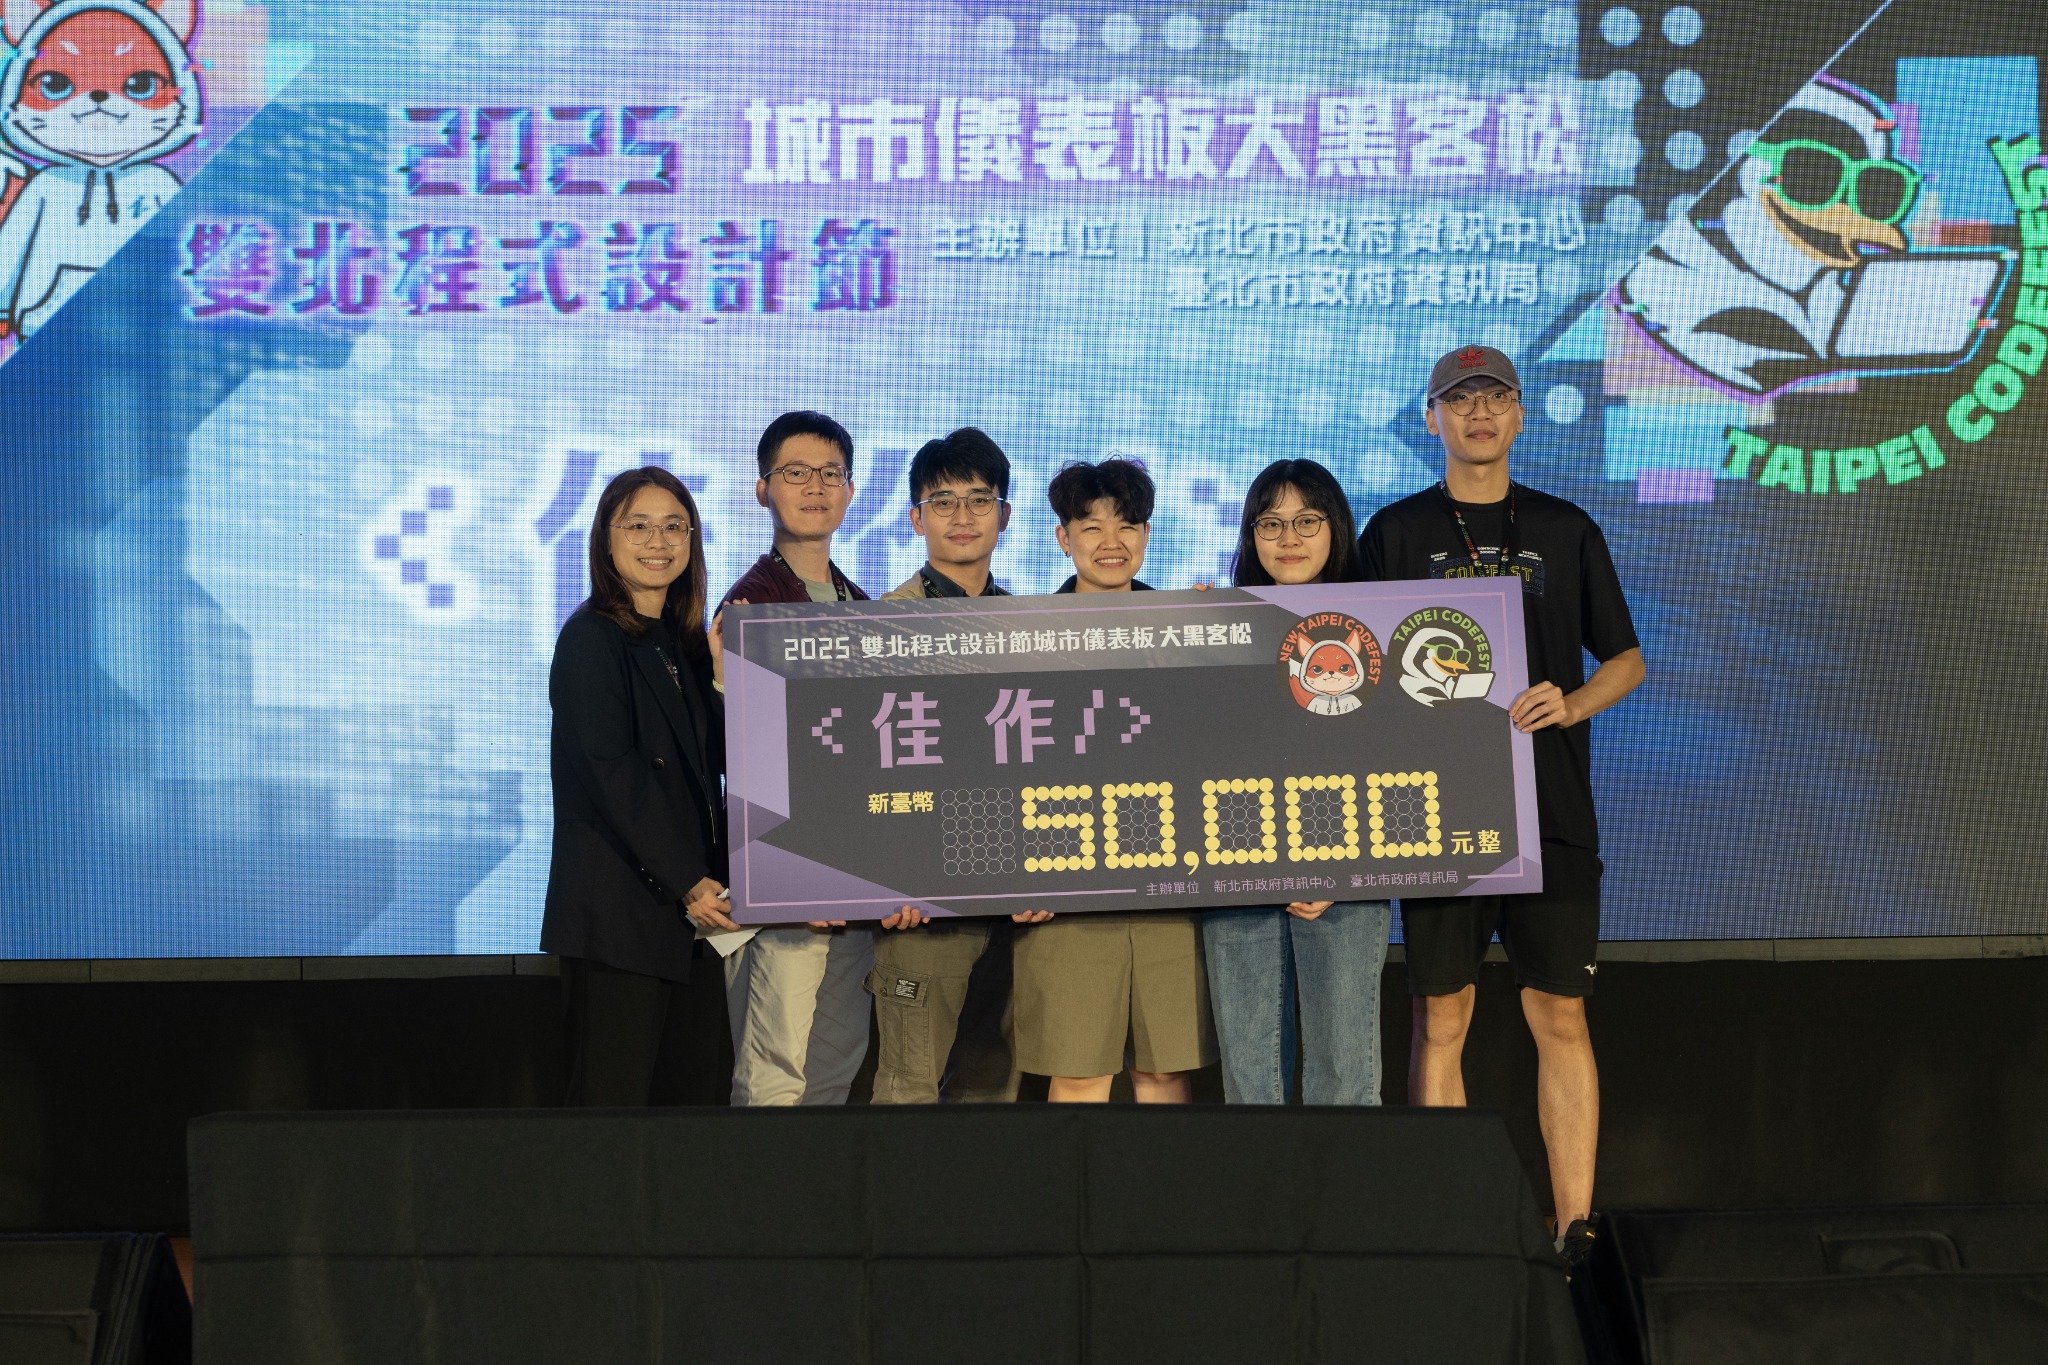 2025 城市儀表板大黑客松
雙北程式設計節
主辦單位｜新北市政府資訊中心
臺北市政府資訊局
TAIPEI CODEFEST
< 佳 作
2025 雙北程式設計節城市儀表板大黑客松
NEW TAIPEI CODEFEST
TAIPEI CODEFEST
<佳 作/>
新臺幣 50,000 元整
主辦單位 新北市政府資訊中心 臺北市政府資訊局
CODEFEST